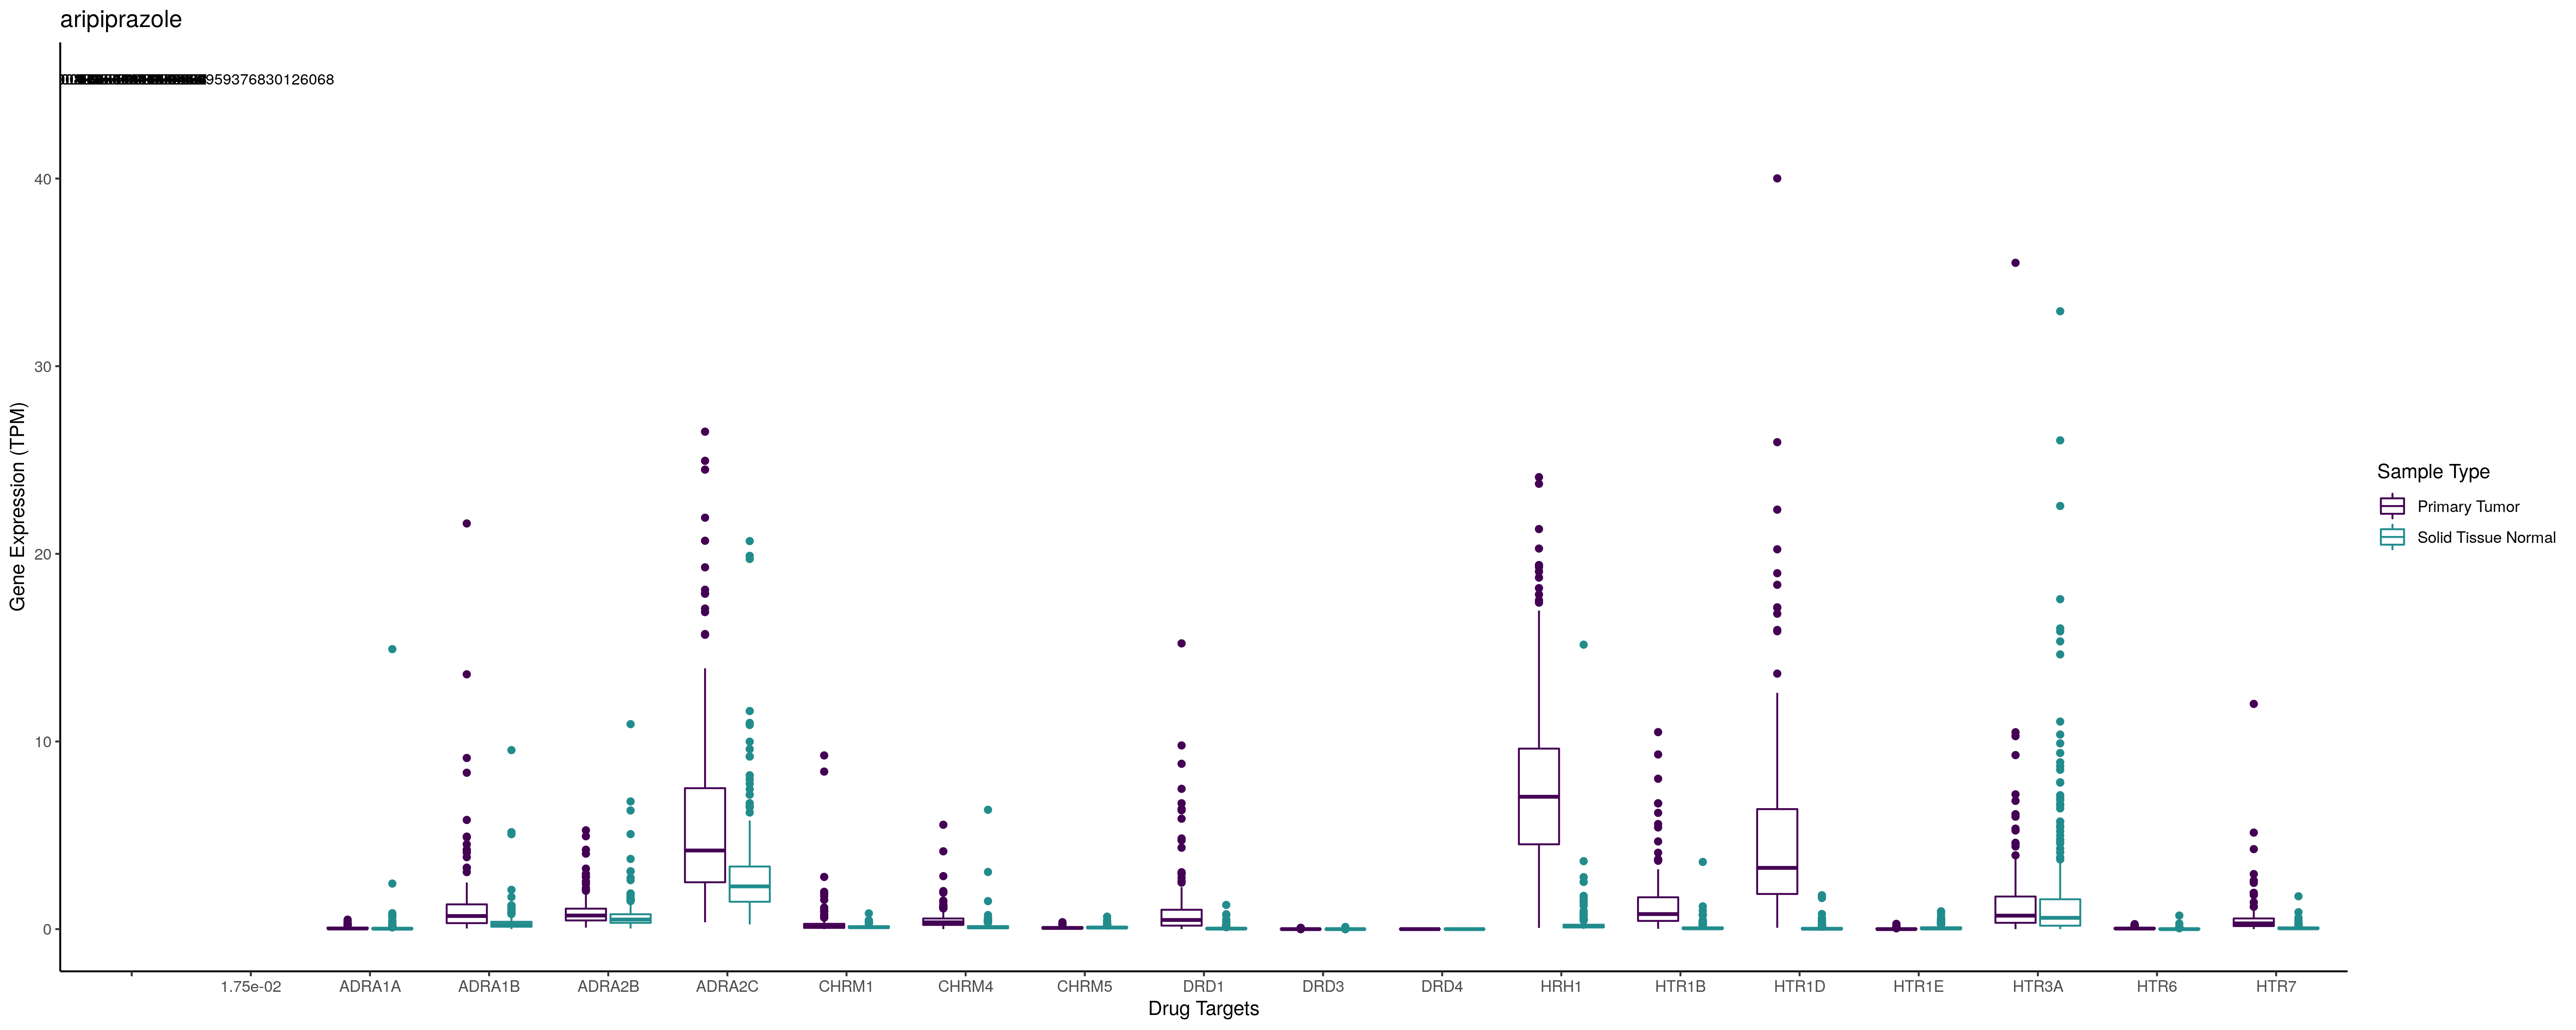 aripiprazole
959376830126068
40
30
20
10
0
Gene Expression (TPM)
1.75e-02 ADRA1A ADRA1B ADRA2B ADRA2C CHRM1 CHRM4 CHRM5 DRD1 DRD3 DRD4 HRH1 HTR1B HTR1D HTR1E HTR3A HTR6 HTR7
Drug Targets
Sample Type
Primary Tumor
Solid Tissue Normal